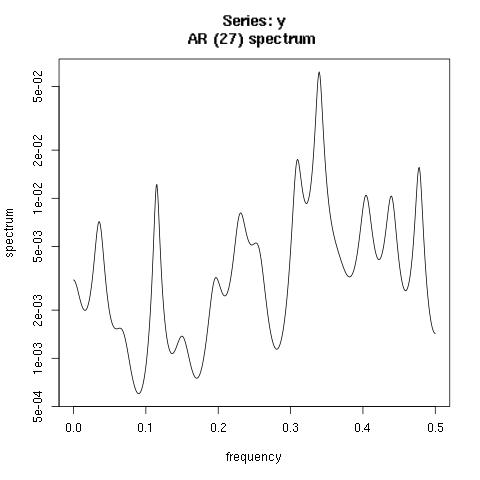 Series: y
AR (27) spectrum
5e-02
2e-02
1e-02
5e-03
2e-03
1e-03
5e-04
spectrum
0.0 0.1 0.2 0.3 0.4 0.5
frequency